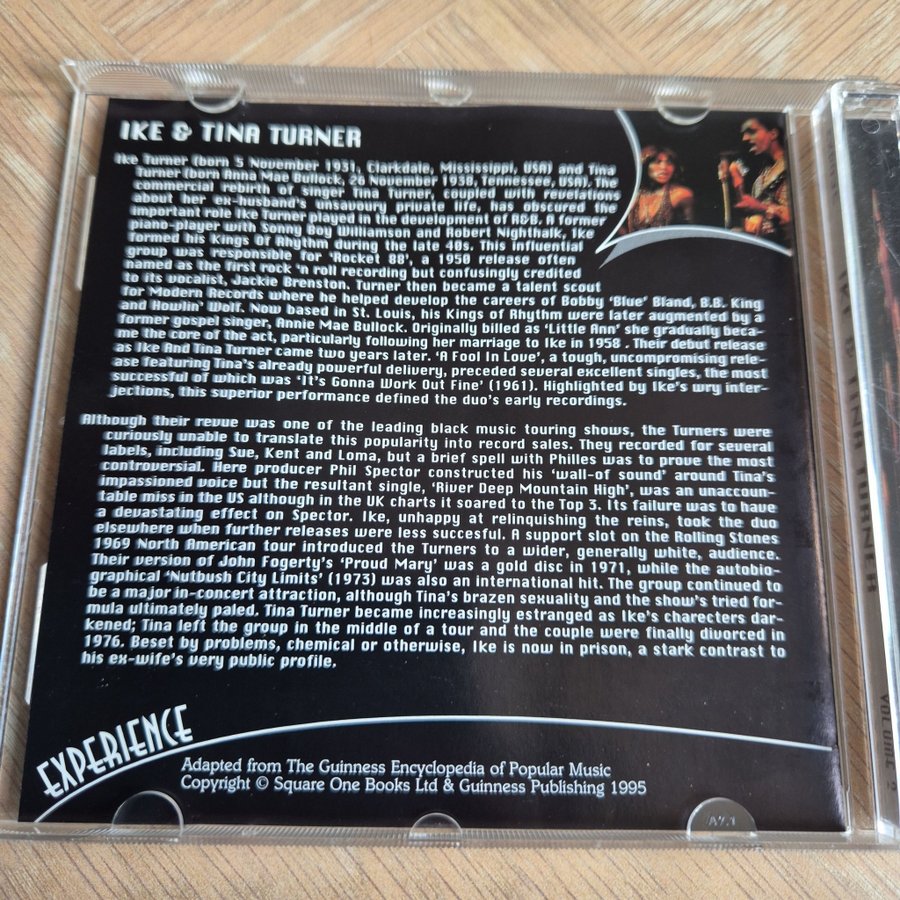 IKE & TINA TURNER
Ike Turner (born 5 November 1931, Clarkdale, Mississippi, USA) and Tina
Turner (born Anna Mae Bullock, 26 November 1938, Tennessee, USA). The
commercial rebirth of singer Tina Turner, coupled with revelations
about her ex-husband's unsavoury private life, has obscured the
important role Ike Turner played in the development of R&B. A former
piano-player with Sonny Boy Williamson and Robert Nighthalk, Ike
formed his Kings Of Rhythm during the late 40s. This influential
group was responsible for 'Rocket 88', a 1950 release often
named as the first rock 'n roll recording but confusingly credited
to its vocalist, Jackie Brenston. Turner then became a talent scout
for Modern Records where he helped develop the careers of Bobby 'Blue' Bland, B.B. King
and Howlin' Wolf. Now based in St. Louis, his Kings of Rhythm were later augmented by a
former gospel singer, Annie Mae Bullock. Originally billed as 'Little Ann' she gradually beca-
me the core of the act, particularly following her marriage to Ike in 1958 . Their debut release
as Ike And Tina Turner came two years later. 'A Fool In Love', a tough, uncompromising rele-
ase featuring Tina's already powerful delivery, preceded several excellent singles, the most
successful of which was 'It's Gonna Work Out Fine' (1961). Highlighted by Ike's wry inter-
jections, this superior performance defined the duo's early recordings.
Although their revue was one of the leading black music touring shows, the Turners were
curiously unable to translate this popularity into record sales. They recorded for several
labels, including Sue, Kent and Loma, but a brief spell with Philles was to prove the most
controversial. Here producer Phil Spector constructed his 'wall-of sound' around Tina's
impassioned voice but the resultant single, 'River Deep Mountain High', was an unaccoun-
table miss in the US although in the UK charts it soared to the Top 3. Its failure was to have
a devastating effect on Spector. Ike, unhappy at relinquishing the reins, took the duo
elsewhere when further releases were less succesful. A support slot on the Rolling Stones
1969 North American tour introduced the Turners to a wider, generally white, audience.
Their version of John Fogerty's 'Proud Mary' was a gold disc in 1971, while the autobio-
graphical 'Nutbush City Limits' (1973) was also an international hit. The group continued to
be a major in-concert attraction, although Tina's brazen sexuality and the show's tried for-
mula ultimately paled. Tina Turner became increasingly estranged as Ike's charecters dar-
kened; Tina left the group in the middle of a tour and the couple were finally divorced in
1976. Beset by problems, chemical or otherwise, Ike is now in prison, a stark contrast to
his ex-wife's very public profile.
EXPERIENCE
Adapted from The Guinness Encyclopedia of Popular Music
Copyright © Square One Books Ltd & Guinness Publishing 1995
A7.1
IKE & TINA TURNER
VOLUME 2